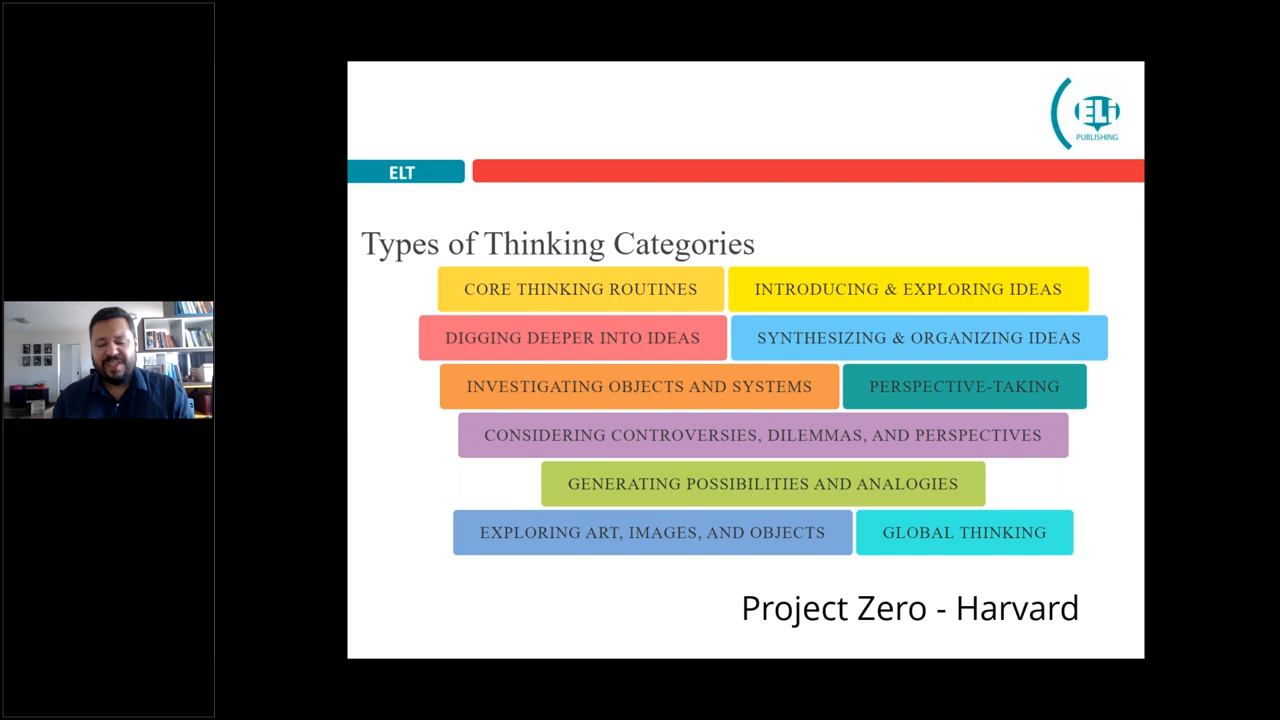 ELi
PUBLISHING
ELT
Types of Thinking Categories
CORE THINKING ROUTINES
INTRODUCING & EXPLORING IDEAS
DIGGING DEEPER INTO IDEAS
SYNTHESIZING & ORGANIZING IDEAS
INVESTIGATING OBJECTS AND SYSTEMS
PERSPECTIVE-TAKING
CONSIDERING CONTROVERSIES, DILEMMAS, AND PERSPECTIVES
GENERATING POSSIBILITIES AND ANALOGIES
EXPLORING ART, IMAGES, AND OBJECTS
GLOBAL THINKING
Project Zero - Harvard